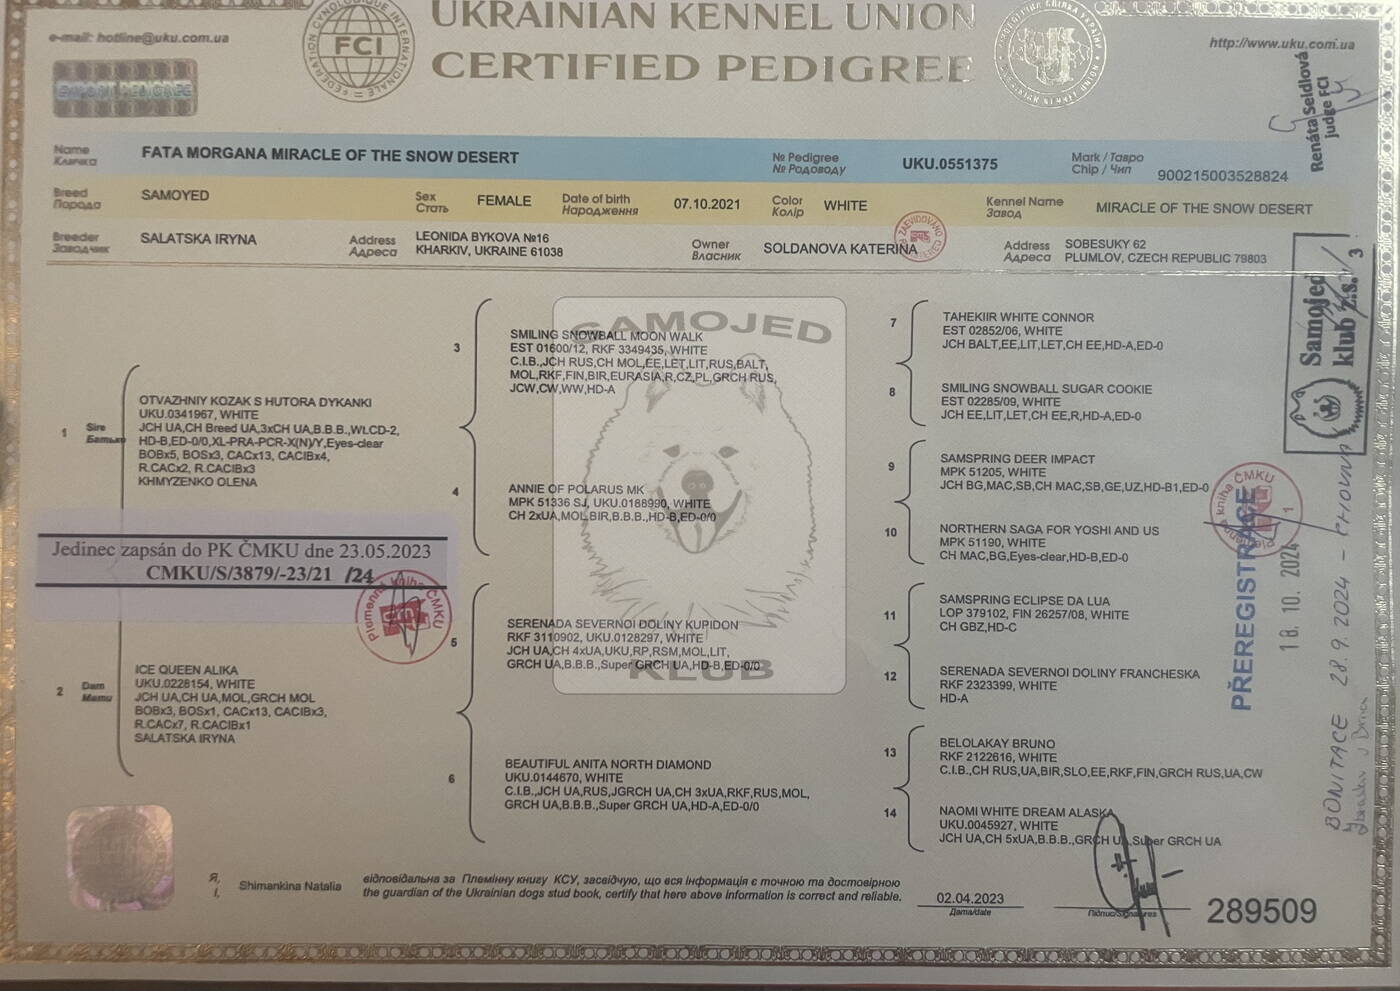 e-mail: hotline@uku.com.ua
FCI
UKRAINIAN KENNEL UNION
CERTIFIED PEDIGREE
http://www.uku.com.ua
Renáta Seidlová
judge FCI
Name
Кличка
FATA MORGANA MIRACLE OF THE SNOW DESERT
№ Pedigree
№ Родоводу
UKU.0551375
Mark / Тавро
Chip / Чип
900215003528824
Breed
Порода
SAMOYED
Sex
Стать
FEMALE
Date of birth
Народження
07.10.2021
Color
Колір
WHITE
Kennel Name
Завод
MIRACLE OF THE SNOW DESERT
Breeder
Заводчик
SALATSKA IRYNA
Address
Адреса
LEONIDA BYKOVA №16
KHARKIV, UKRAINE 61038
Owner
Власник
SOLDANOVA KATERINA
Address
Адреса
SOBESUKY 62
PLUMLOV, CZECH REPUBLIC 79803
SAMOJED
KLUB
1
Sire
Батько
OTVAZHNIY KOZAK S HUTORA DYKANKI
UKU.0341967, WHITE
JCH UA,CH Breed UA,3xCH UA,B.B.B.,WLCD-2,
HD-B,ED-0/0,XL-PRA-PCR-X(N)/Y,Eyes-clear
BOBx5, BOSx3, CACx13, CACIBx4,
R.CACx2, R.CACIBx3
KHMYZENKO OLENA
Jedinec zapsán do PK ČMKU dne 23.05.2023
CMKU/S/3879/-23/21 /24
Plemenná kniha ČMKU
2
Dam
Мати
ICE QUEEN ALIKA
UKU.0228154, WHITE
JCH UA,CH UA,MOL,GRCH MOL
BOBx3, BOSx1, CACx13, CACIBx3,
R.CACx7, R.CACIBx1
SALATSKA IRYNA
3
SMILING SNOWBALL MOON WALK
EST 01600/12, RKF 3349435, WHITE
C.I.B.,JCH RUS,CH MOL,EE,LET,LIT,RUS,BALT,
MOL,RKF,FIN,BIR,EURASIA,R,CZ,PL,GRCH RUS,
JCW,CW,WW,HD-A
4
ANNIE OF POLARUS MK
MPK 51336 SJ, UKU.0188990, WHITE
CH 2xUA,MOL,BIR,B.B.B.,HD-B,ED-0/0
5
SERENADA SEVERNOI DOLINY KUPIDON
RKF 3110902, UKU.0128297, WHITE
JCH UA,CH 4xUA,UKU,RP,RSM,MOL,LIT,
GRCH UA,B.B.B.,Super GRCH UA,HD-B,ED-0/0
6
BEAUTIFUL ANITA NORTH DIAMOND
UKU.0144670, WHITE
C.I.B.,JCH UA,RUS,JGRCH UA,CH 3xUA,RKF,RUS,MOL,
GRCH UA,B.B.B.,Super GRCH UA,HD-A,ED-0/0
7
TAHEKIIR WHITE CONNOR
EST 02852/06, WHITE
JCH BALT,EE,LIT,LET,CH EE,HD-A,ED-0
8
SMILING SNOWBALL SUGAR COOKIE
EST 02285/09, WHITE
JCH EE,LIT,LET,CH EE,R,HD-A,ED-0
9
SAMSPRING DEER IMPACT
MPK 51205, WHITE
JCH BG,MAC,SB,CH MAC,SB,GE,UZ,HD-B1,ED-0
10
NORTHERN SAGA FOR YOSHI AND US
MPK 51190, WHITE
CH MAC,BG,Eyes-clear,HD-B,ED-0
11
SAMSPRING ECLIPSE DA LUA
LOP 379102, FIN 26257/08, WHITE
CH GBZ,HD-C
12
SERENADA SEVERNOI DOLINY FRANCHESKA
RKF 2323399, WHITE
HD-A
13
BELOLAKAY BRUNO
RKF 2122616, WHITE
C.I.B.,CH RUS,UA,BIR,SLO,EE,RKF,FIN,GRCH RUS,UA,CW
14
NAOMI WHITE DREAM ALASKA
UKU.0045927, WHITE
JCH UA,CH 5xUA,B.B.B.,GRCH UA,Super GRCH UA
Samojed
klub z.s.
3
Plemenná kniha ČMKU
1
PŘEREGISTRACE
18. 10. 2024
BONITACE 28.9.2024 - CHOVNÁ
Я,
I,
Shimankina Natalia
відповідальна за Племінну книгу КСУ, засвідчую, що вся інформація є точною та достовірною
the guardian of the Ukrainian dogs stud book, certify that here above information is correct and reliable.
02.04.2023
Дата/date
Підпис/Signatures
289509